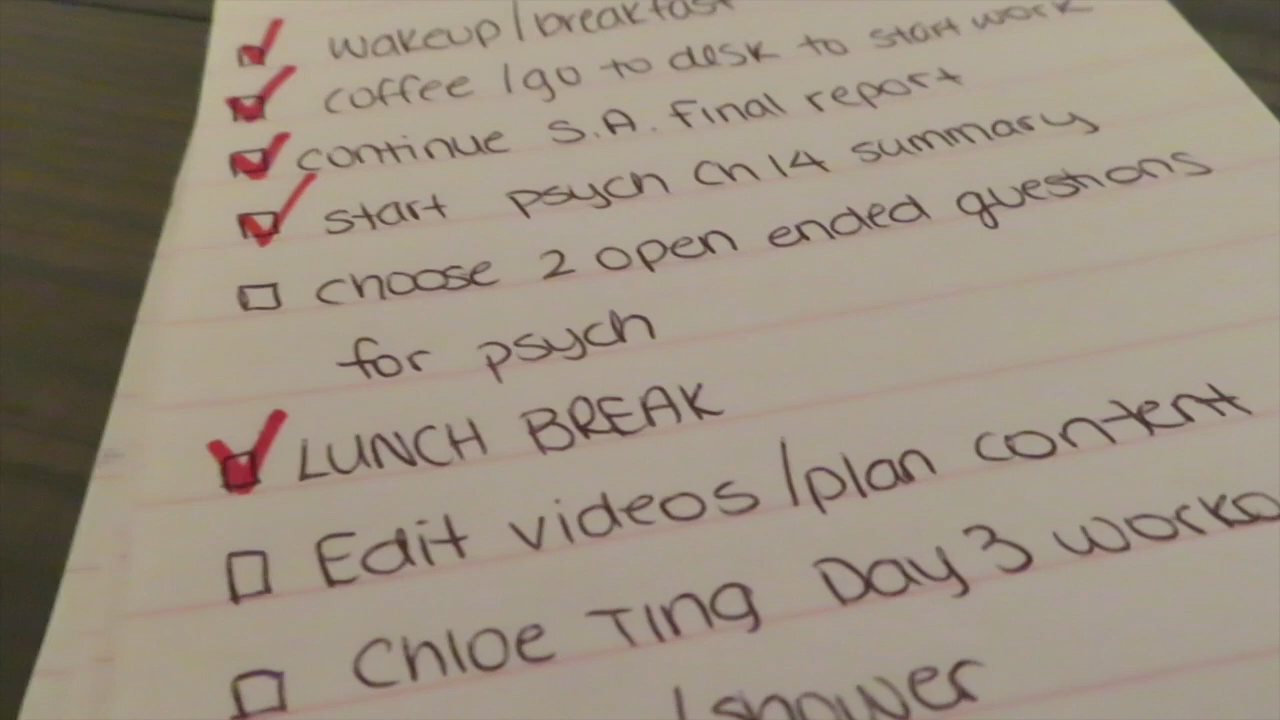 wakeup/breakfast
coffee/go to desk to start work
continue S.A. Final report
start psych Ch 14 summary
choose 2 open ended questions
for psych
LUNCH BREAK
Edit videos/plan content
Chloe Ting Day 3 worko
/shower